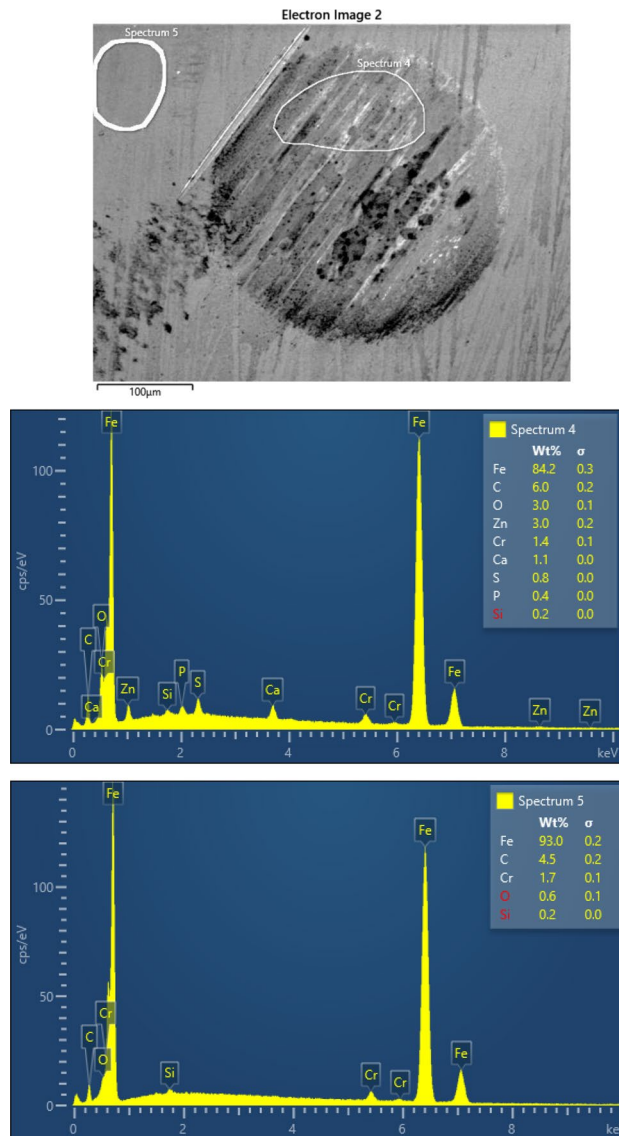 Electron Image 2
Spectrum 5
Spectrum 4
100µm
Fe
Fe
100
50
0
cps/eV
O
C
Cr
Ca
Zn
Si
P
S
Ca
Cr
Cr
Fe
Zn
Zn
0
2
4
6
8
keV
Spectrum 4
Wt% σ
Fe 84.2 0.3
C 6.0 0.2
O 3.0 0.1
Zn 3.0 0.2
Cr 1.4 0.1
Ca 1.1 0.0
S 0.8 0.0
P 0.4 0.0
Si 0.2 0.0
Fe
Fe
100
50
0
cps/eV
Cr
C
O
Si
Cr
Cr
Fe
0
2
4
6
8
ke
Spectrum 5
Wt% σ
Fe 93.0 0.2
C 4.5 0.2
Cr 1.7 0.1
O 0.6 0.1
Si 0.2 0.0